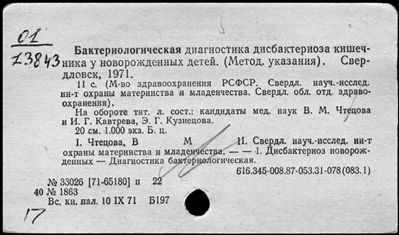 01
13843
Бактериологическая диагностика дисбактериоза кишеч-
ника у новорожденных детей. (Метод. указания). Свер-
дловск, 1971.
11 с. (М-во здравоохранения РСФСР. Свердл. науч.-исслед.
ин-т охраны материнства и младенчества. Свердл. обл. отд. здраво-
охранения).
На обороте тит. л. сост.: кандидаты мед. наук В. М. Чтецова
и И. Г. Кавтрева, Э. Г. Кузнецова.
20 см. 1.000 экз. Б. ц.
I. Чтецова, В М II. Свердл. науч.-исслед. ин-т
охраны материнства и младенчества. — — 1. Дисбактериоз новорож-
денных — Диагностика бактериологическая.
616.345-008.87-053.31-078(083.1)
№ 33026 [71-65180] п 22
40 № 1863
Вс. кн. пал. 10 IX 71 Б197
17